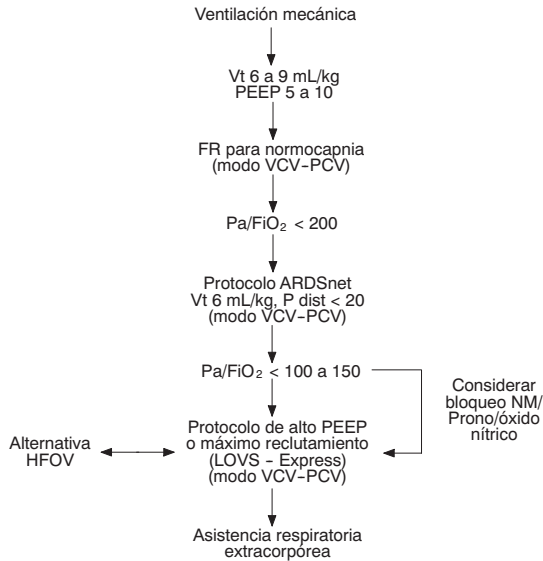 Ventilación mecánica
Vt 6 a 9 mL/kg
PEEP 5 a 10
FR para normocapnia
(modo VCV-PCV)
Pa/FiO₂ < 200
Protocolo ARDSnet
Vt 6 mL/kg, P dist < 20
(modo VCV-PCV)
Pa/FiO₂ < 100 a 150
Considerar
bloqueo NM/
Prono/óxido
nítrico
Protocolo de alto PEEP
o máximo reclutamiento
(LOVS - Express)
(modo VCV-PCV)
Alternativa
HFOV
Asistencia respiratoria
extracorpórea